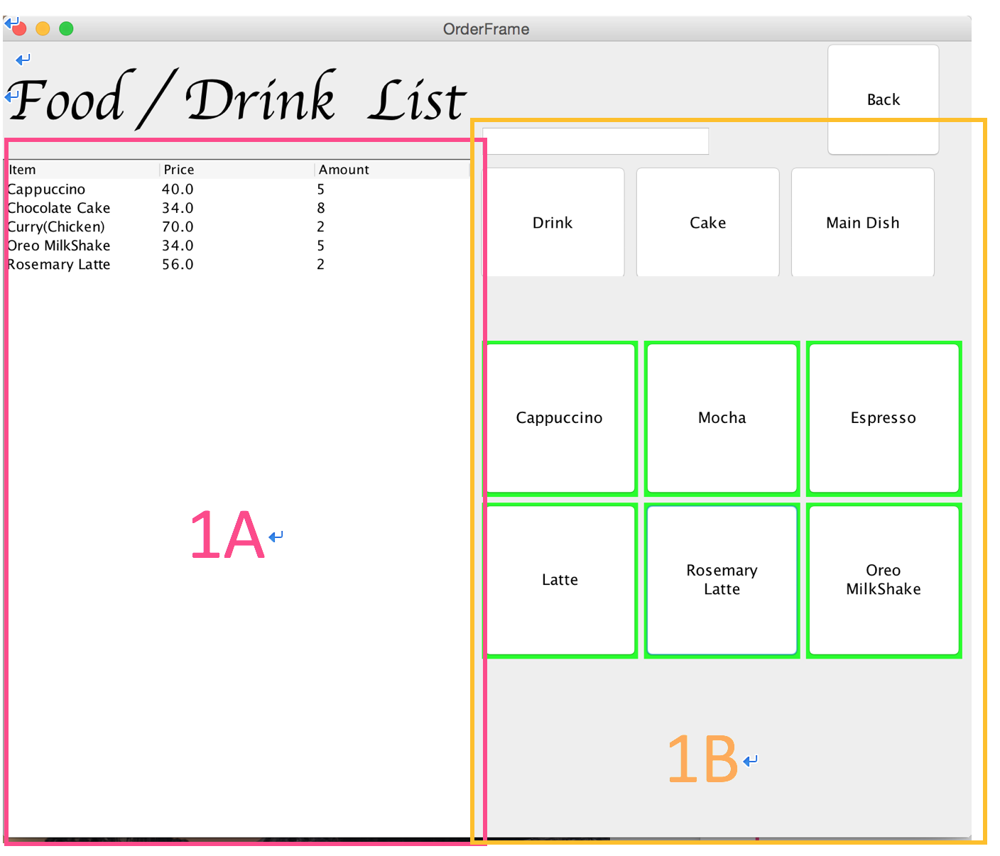 OrderFrame
Food / Drink List
Back
Item Price Amount
Cappuccino 40.0 5
Chocolate Cake 34.0 8
Curry(Chicken) 70.0 2
Oreo MilkShake 34.0 5
Rosemary Latte 56.0 2
Drink Cake Main Dish
Cappuccino Mocha Espresso
Latte
Rosemary
Latte
Oreo
MilkShake
1A
1B